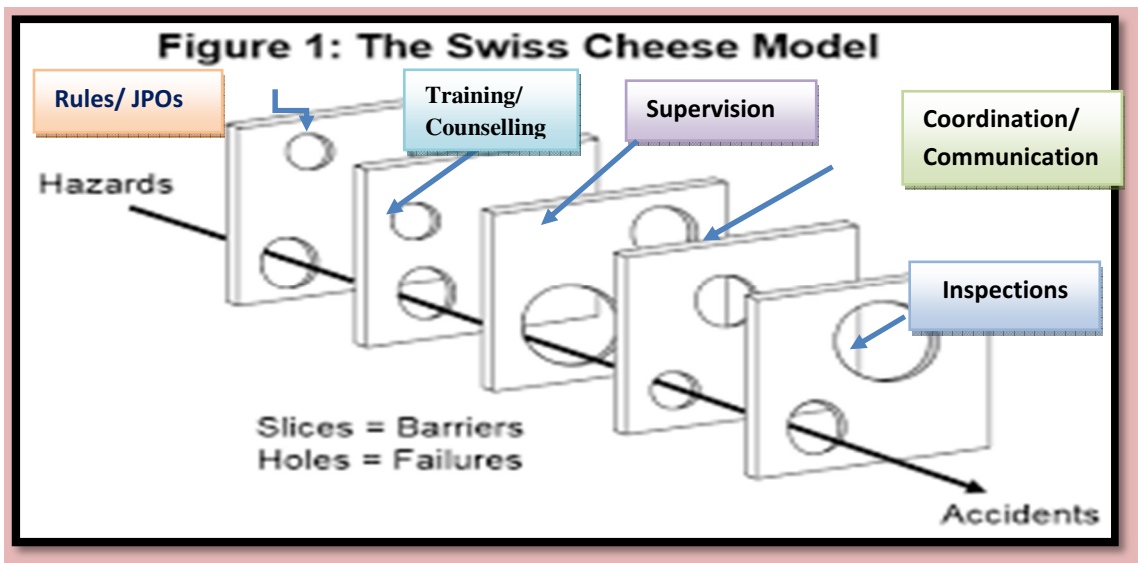 Figure 1: The Swiss Cheese Model
Rules/ JPOs
Training/
Counselling
Supervision
Coordination/
Communication
Hazards
Inspections
Slices = Barriers
Holes = Failures
Accidents